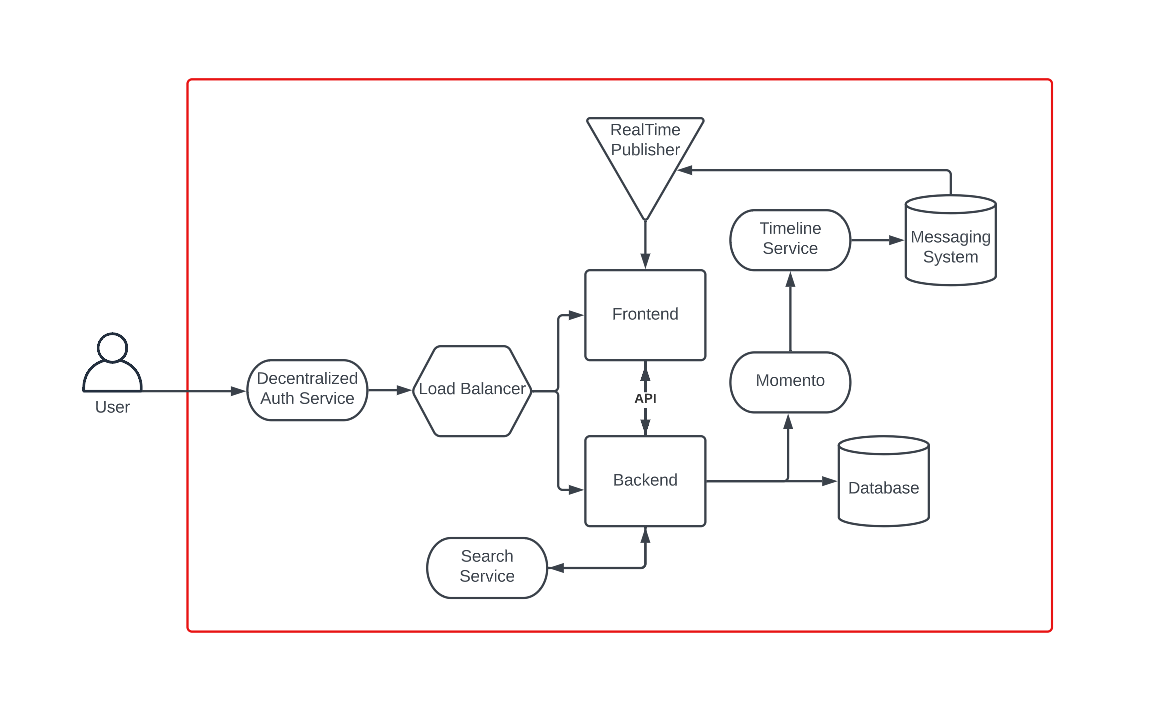 RealTime
Publisher
Timeline
Service
Messaging
System
Frontend
Decentralized
Auth Service
Load Balancer
Momento
API
User
Backend
Database
Search
Service